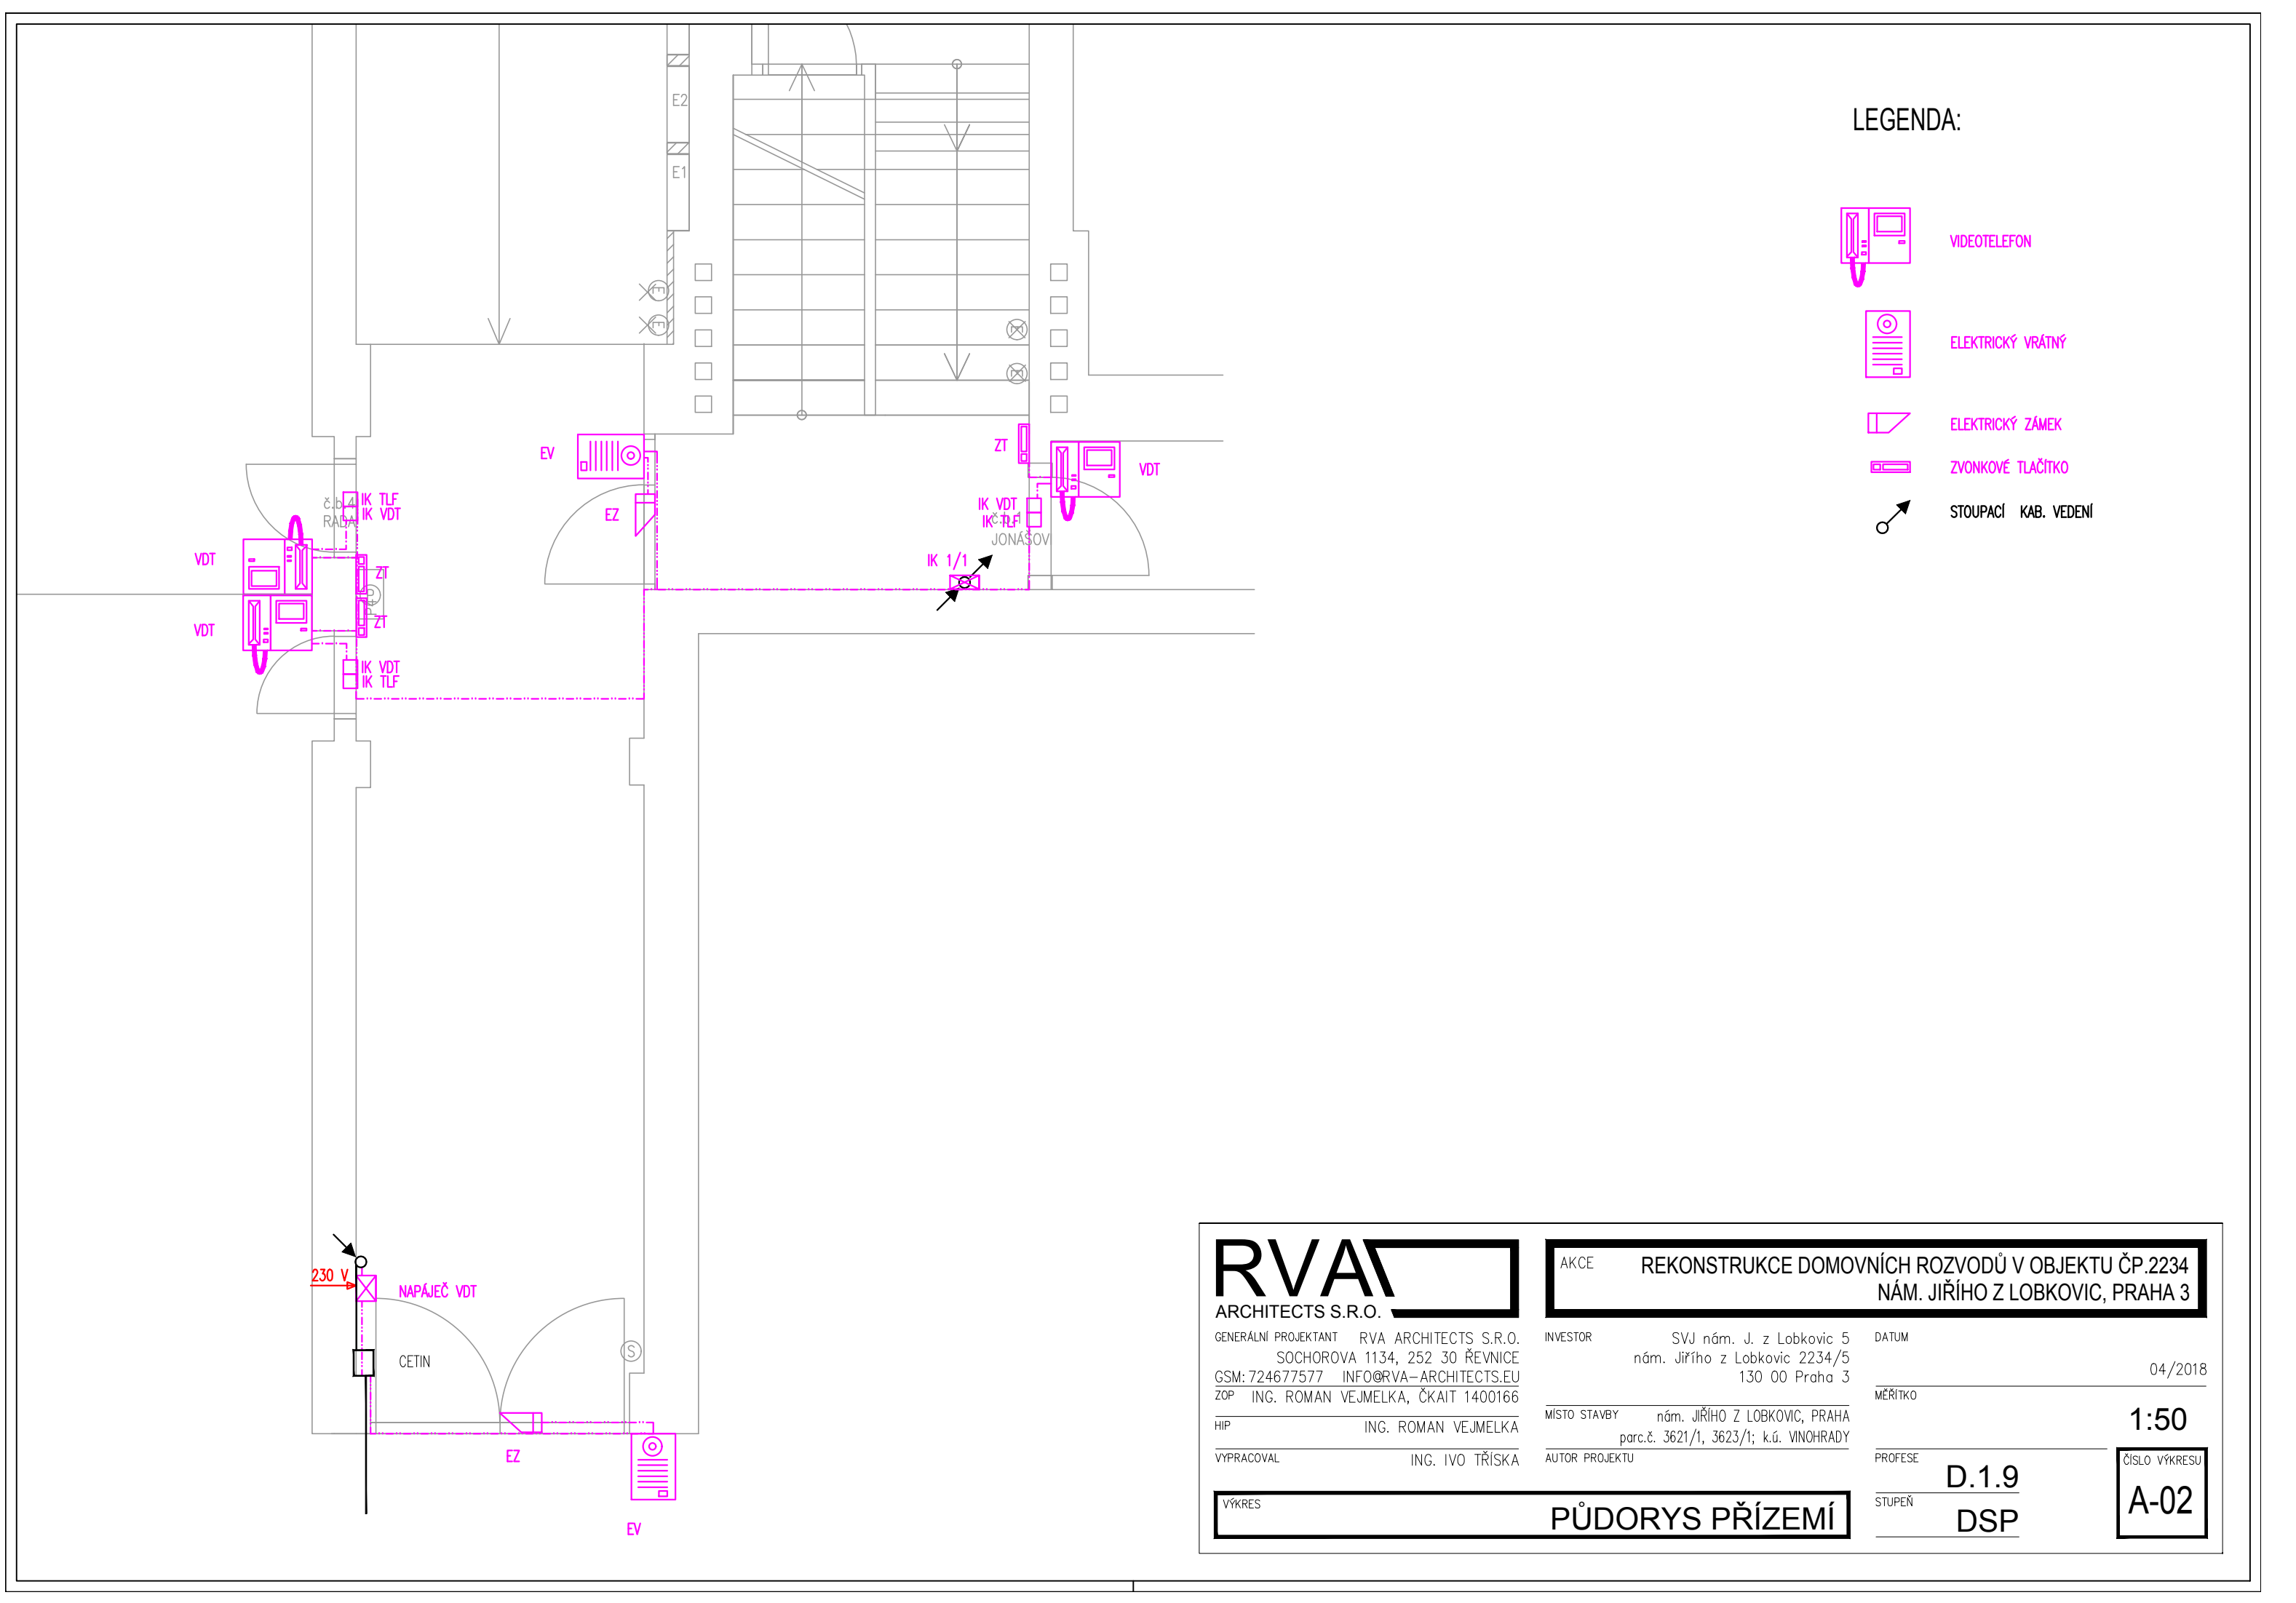 LEGENDA:
VIDEOTELEFON
ELEKTRICKÝ VRÁTNÝ
ELEKTRICKÝ ZÁMEK
ZVONKOVÉ TLAČÍTKO
STOUPACÍ KAB. VEDENÍ
E2
E1
E
E
E
E
EV
EZ
ZT
VDT
IK VDT
IK TLF
JONÁŠOVI
IK 1/1
č.b.4
RADA
IK TLF
IK VDT
VDT
ZT
VDT
ZT
IK VDT
IK TLF
230 V
NAPÁJEČ VDT
CETIN
S
EZ
EV
RVA
ARCHITECTS S.R.O.
AKCE
REKONSTRUKCE DOMOVNÍCH ROZVODŮ V OBJEKTU ČP.2234
NÁM. JIŘÍHO Z LOBKOVIC, PRAHA 3
GENERÁLNÍ PROJEKTANT RVA ARCHITECTS S.R.O.
SOCHOROVA 1134, 252 30 ŘEVNICE
GSM: 724677577 INFO@RVA-ARCHITECTS.EU
ZOP ING. ROMAN VEJMELKA, ČKAIT 1400166
HIP ING. ROMAN VEJMELKA
VYPRACOVAL ING. IVO TŘÍSKA
INVESTOR SVJ nám. J. z Lobkovic 5
nám. Jiřího z Lobkovic 2234/5
130 00 Praha 3
MÍSTO STAVBY nám. JIŘÍHO Z LOBKOVIC, PRAHA
parc.č. 3621/1, 3623/1; k.ú. VINOHRADY
AUTOR PROJEKTU
DATUM
04/2018
MĚŘÍTKO
1:50
PROFESE
D.1.9
STUPEŇ
DSP
ČÍSLO VÝKRESU
A-02
VÝKRES
PŮDORYS PŘÍZEMÍ